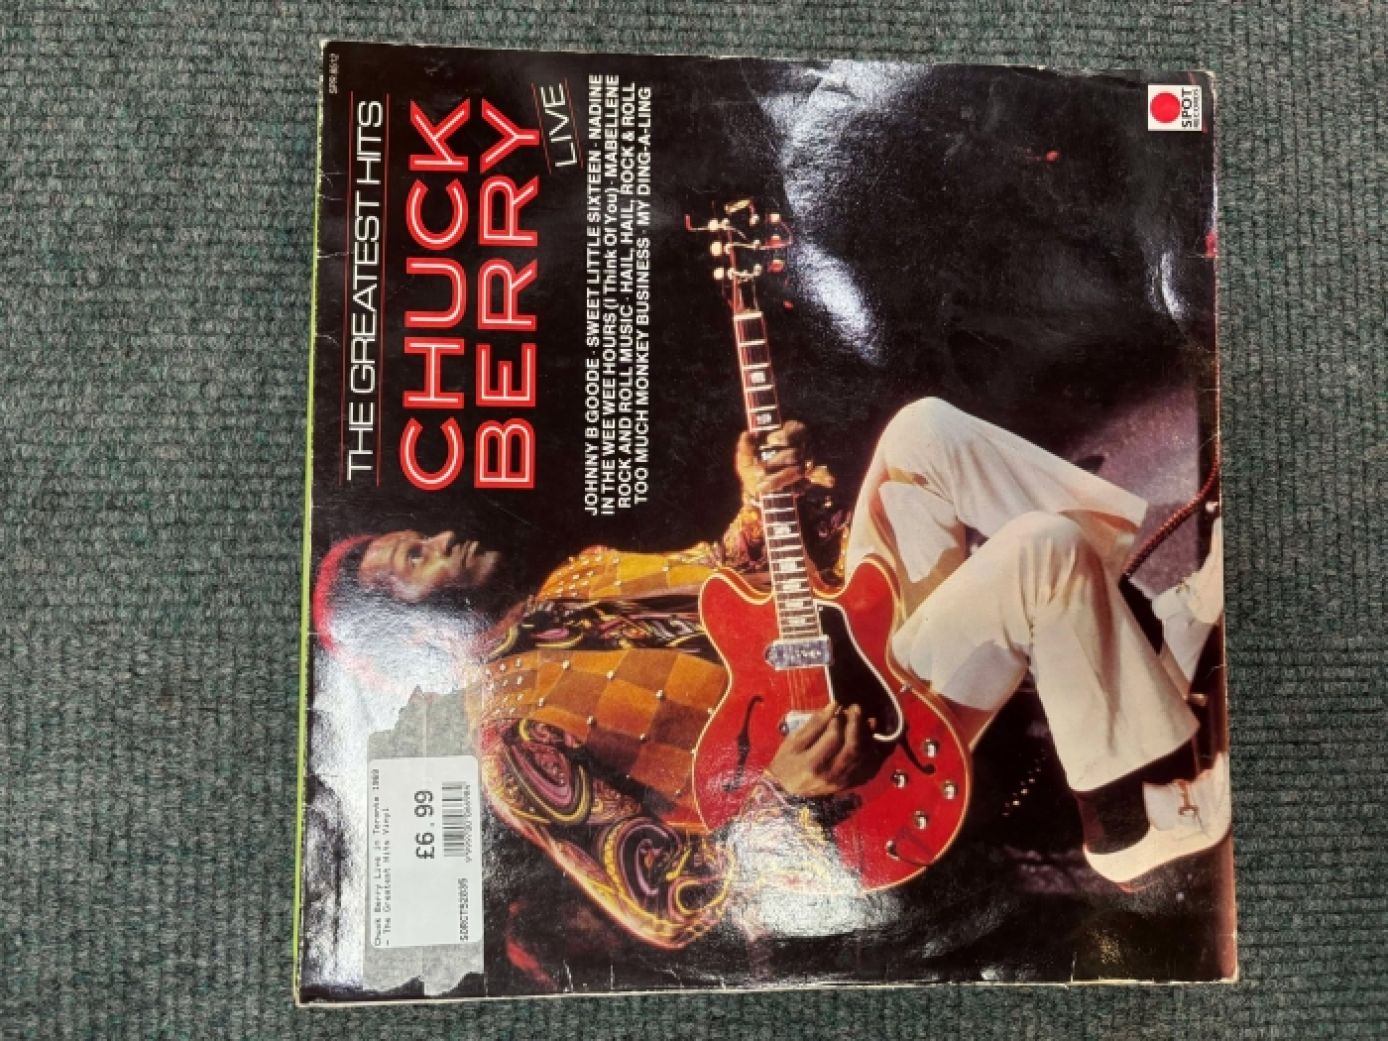 SPR 8512
THE GREATEST HITS
CHUCK
BERRY
LIVE
JOHNNY B GOODE · SWEET LITTLE SIXTEEN · NADINE
IN THE WEE WEE HOURS (I Think Of You) · MABELLENE
ROCK AND ROLL MUSIC · HAIL, HAIL, ROCK & ROLL
TOO MUCH MONKEY BUSINESS · MY DING-A-LING
SPOT
RECORDS
Chuck Berry Live in Toronto 1969
- The Greatest Hits Vinyl
£6.99